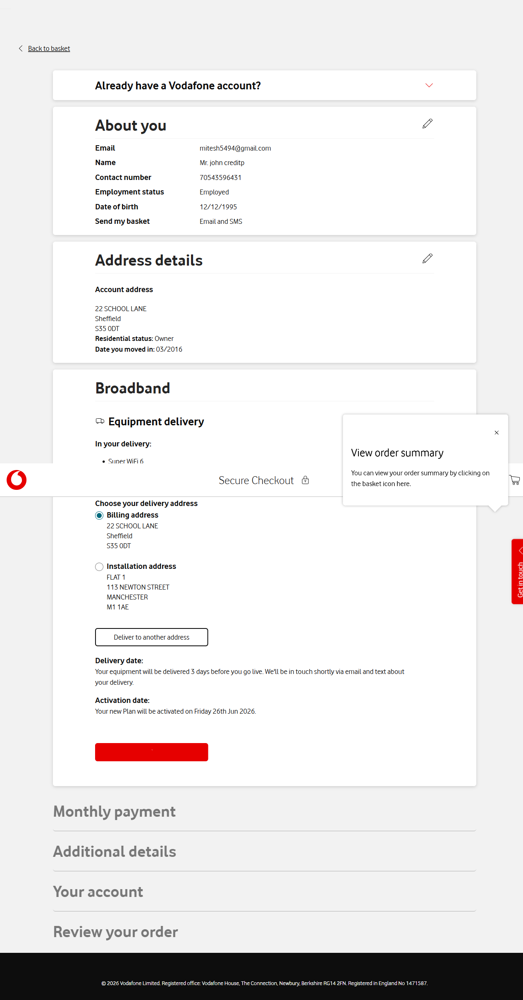 Back to basket
Already have a Vodafone account?
About you
Email mitesh5494@gmail.com
Name Mr. john creditp
Contact number 70543596431
Employment status Employed
Date of birth 12/12/1995
Send my basket Email and SMS
Address details
Account address
22 SCHOOL LANE
Sheffield
S35 0DT
Residential status: Owner
Date you moved in: 03/2016
Broadband
Equipment delivery
In your delivery:
• Super WiFi 6
Secure Checkout
View order summary
You can view your order summary by clicking on
the basket icon here.
Choose your delivery address
Billing address
22 SCHOOL LANE
Sheffield
S35 0DT
Installation address
FLAT 1
113 NEWTON STREET
MANCHESTER
M1 1AE
Get in touch
Deliver to another address
Delivery date:
Your equipment will be delivered 3 days before you go live. We'll be in touch shortly via email and text about
your delivery.
Activation date:
Your new Plan will be activated on Friday 26th Jun 2026.
Monthly payment
Additional details
Your account
Review your order
© 2026 Vodafone Limited. Registered office: Vodafone House, The Connection, Newbury, Berkshire RG14 2FN. Registered in England No 1471587.